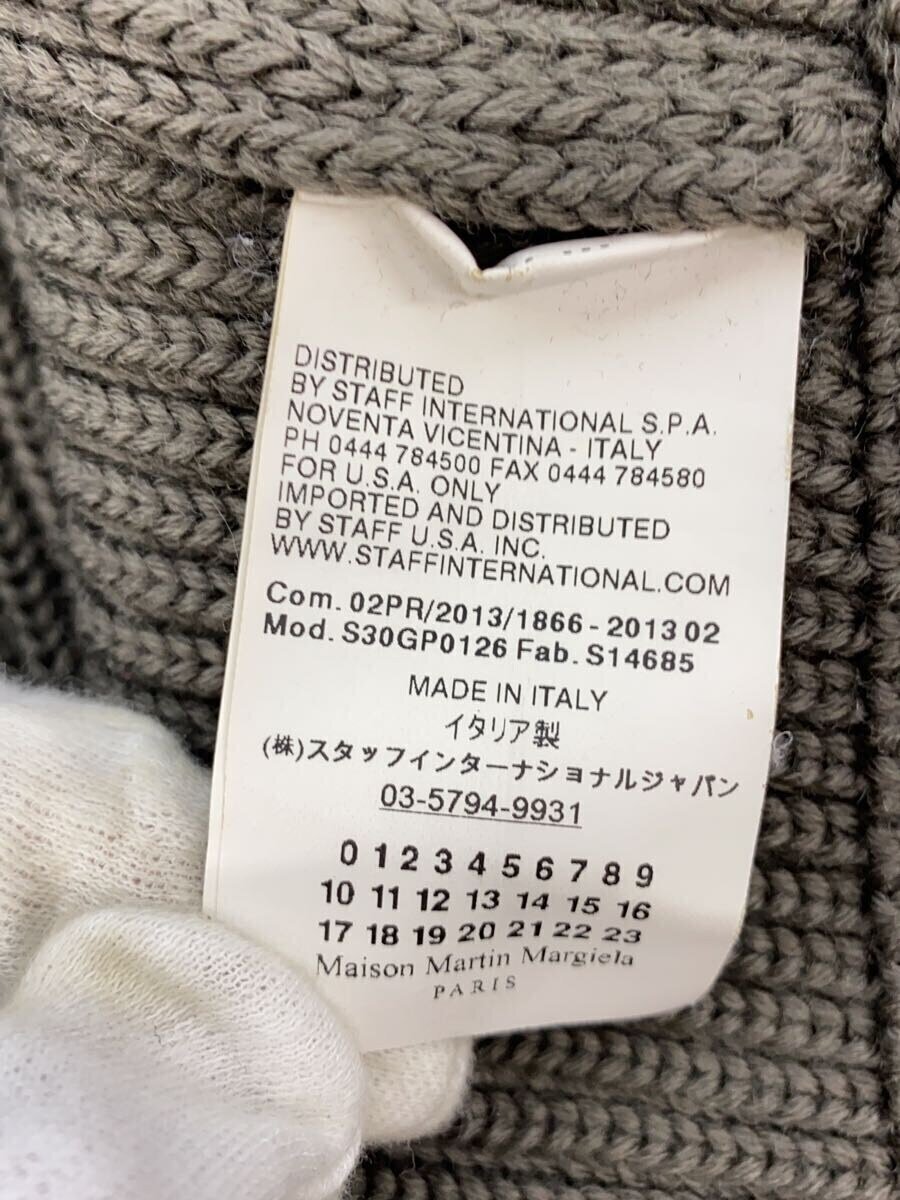 DISTRIBUTED
BY STAFF INTERNATIONAL S.P.A.
NOVENTA VICENTINA - ITALY
PH 0444 784500 FAX 0444 784580
FOR U.S.A. ONLY
IMPORTED AND DISTRIBUTED
BY STAFF U.S.A. INC.
WWW.STAFFINTERNATIONAL.COM
Com. 02PR/2013/1866 - 2013 02
Mod. S30GP0126 Fab. S14685
MADE IN ITALY
イタリア製
(株)スタッフインターナショナルジャパン
03-5794-9931
0 1 2 3 4 5 6 7 8 9
10 11 12 13 14 15 16
17 18 19 20 21 22 23
Maison Martin Margiela
PARIS